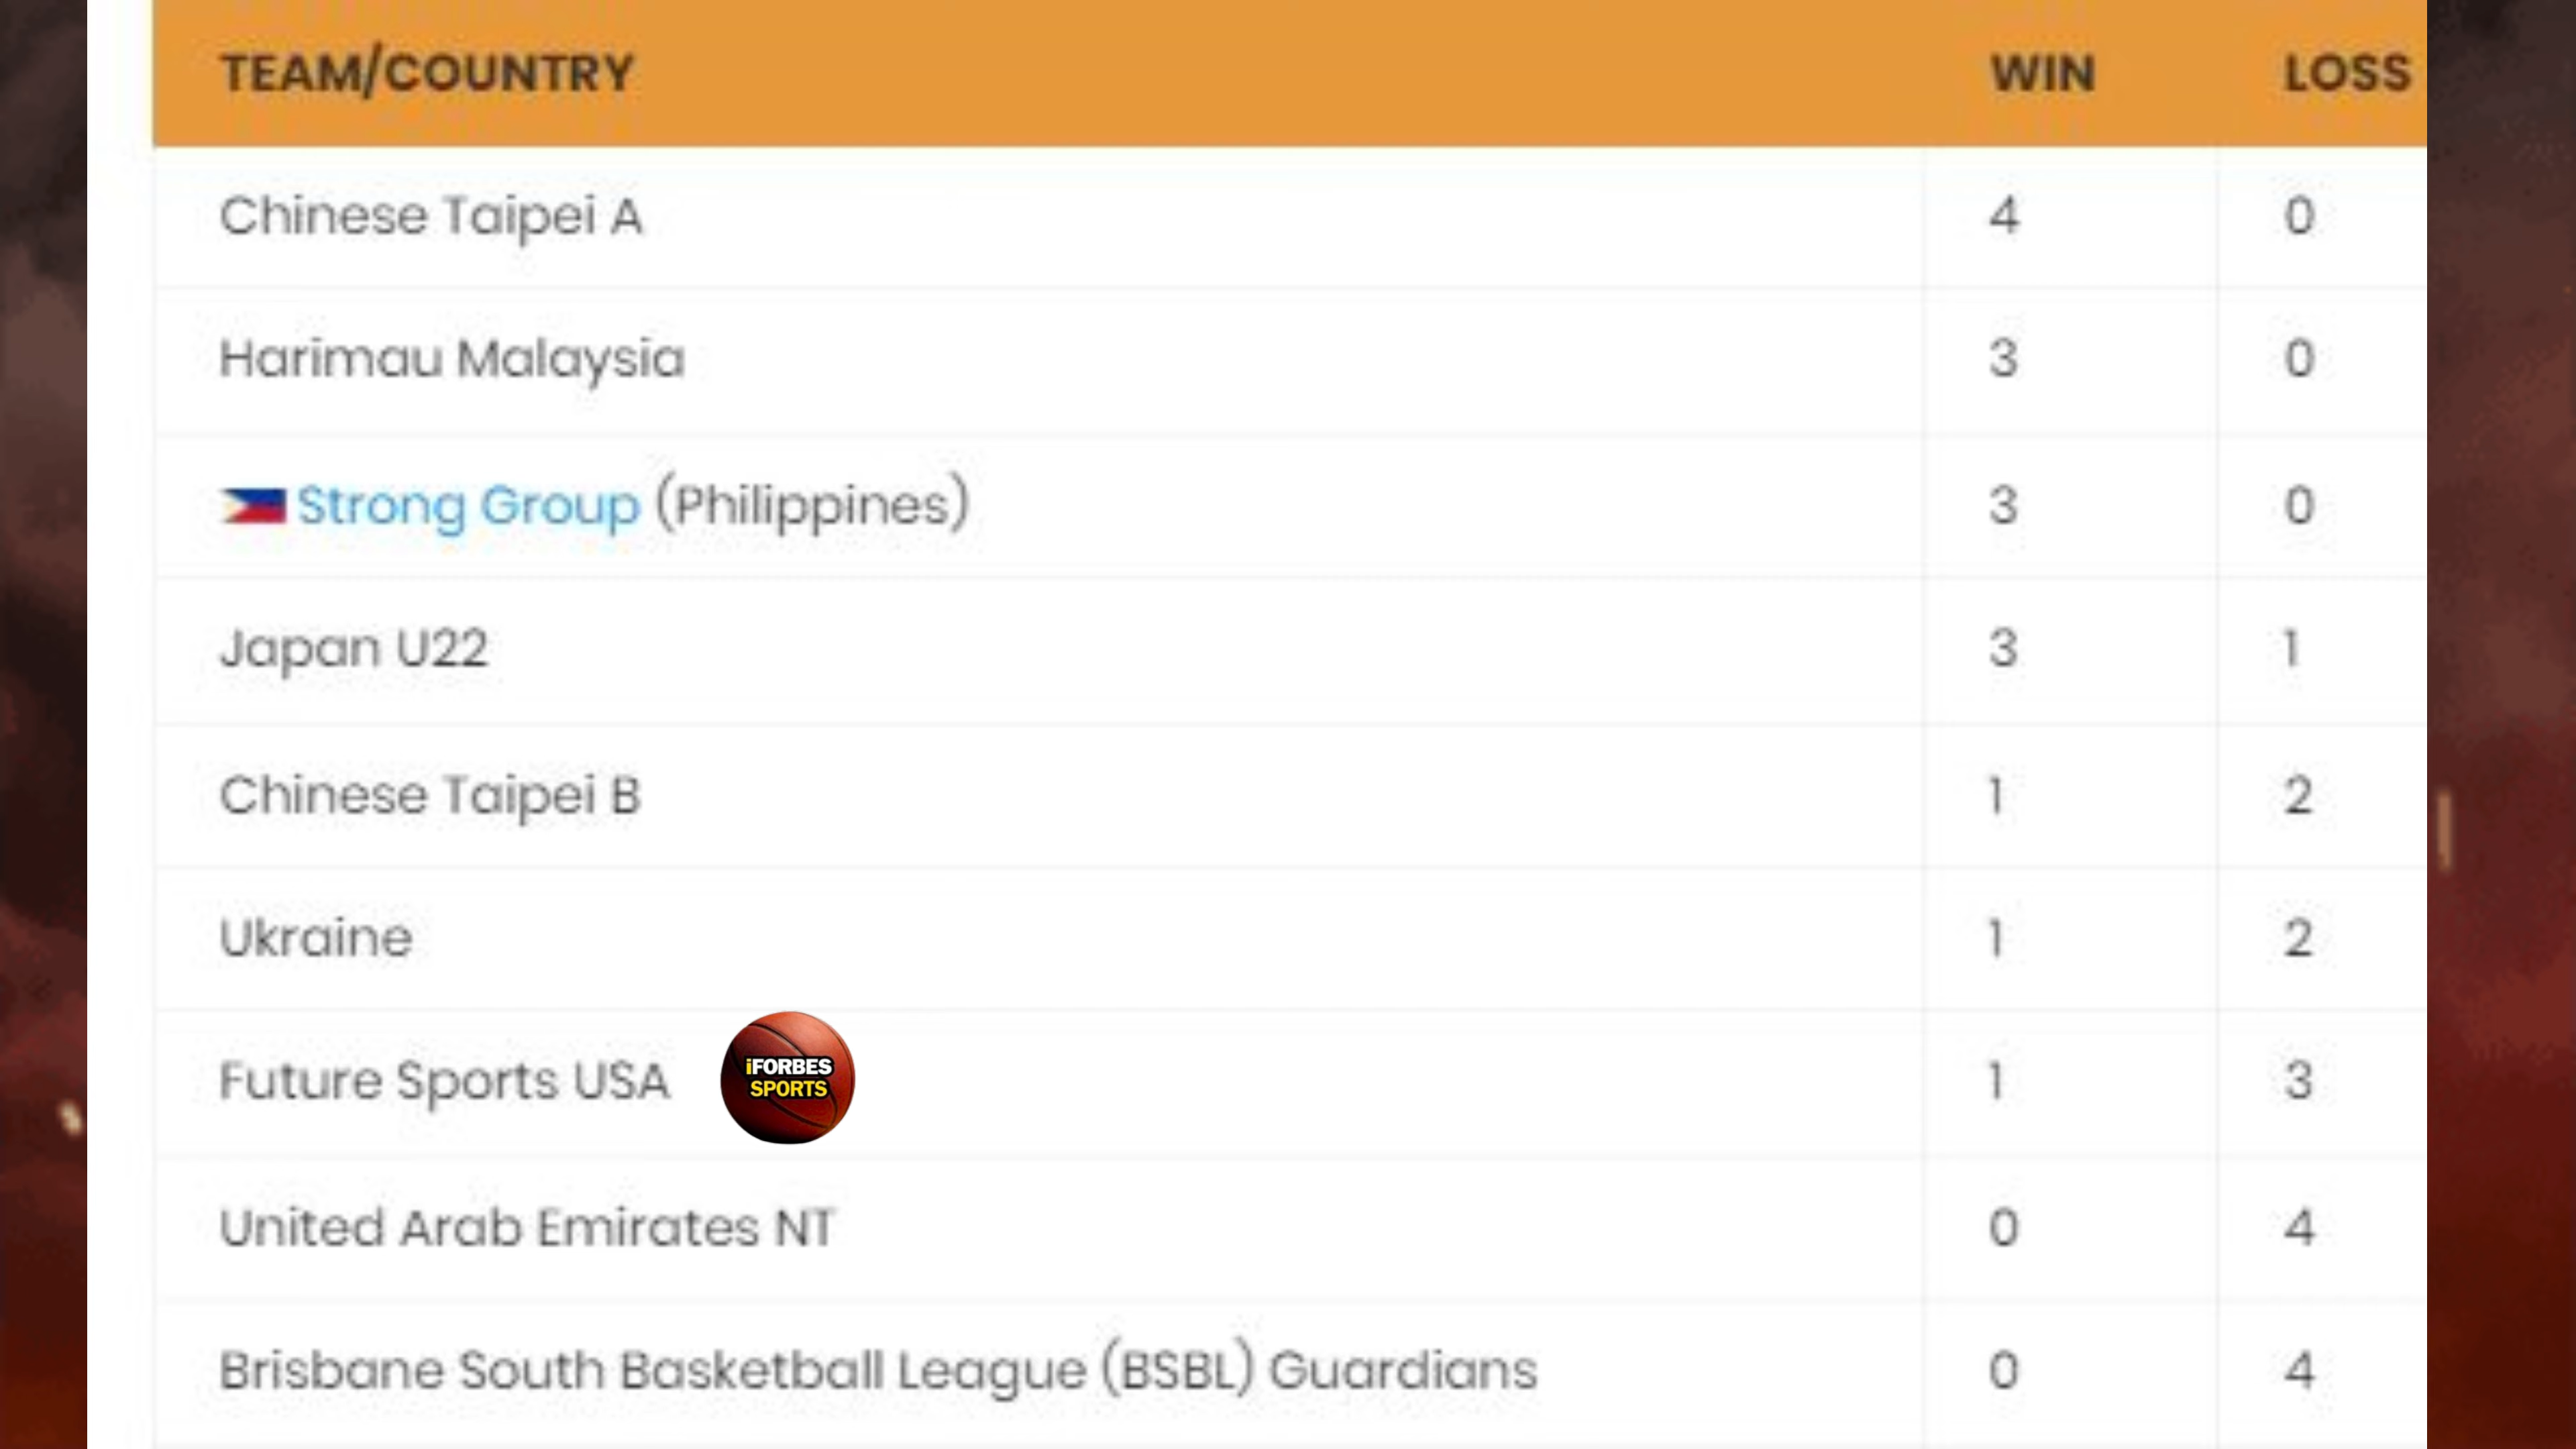 TEAM/COUNTRY WIN LOSS
Chinese Taipei A 4 0
Harimau Malaysia 3 0
Strong Group (Philippines) 3 0
Japan U22 3 1
Chinese Taipei B 1 2
Ukraine 1 2
Future Sports USA 1 3
iFORBES
SPORTS
United Arab Emirates NT 0 4
Brisbane South Basketball League (BSBL) Guardians 0 4